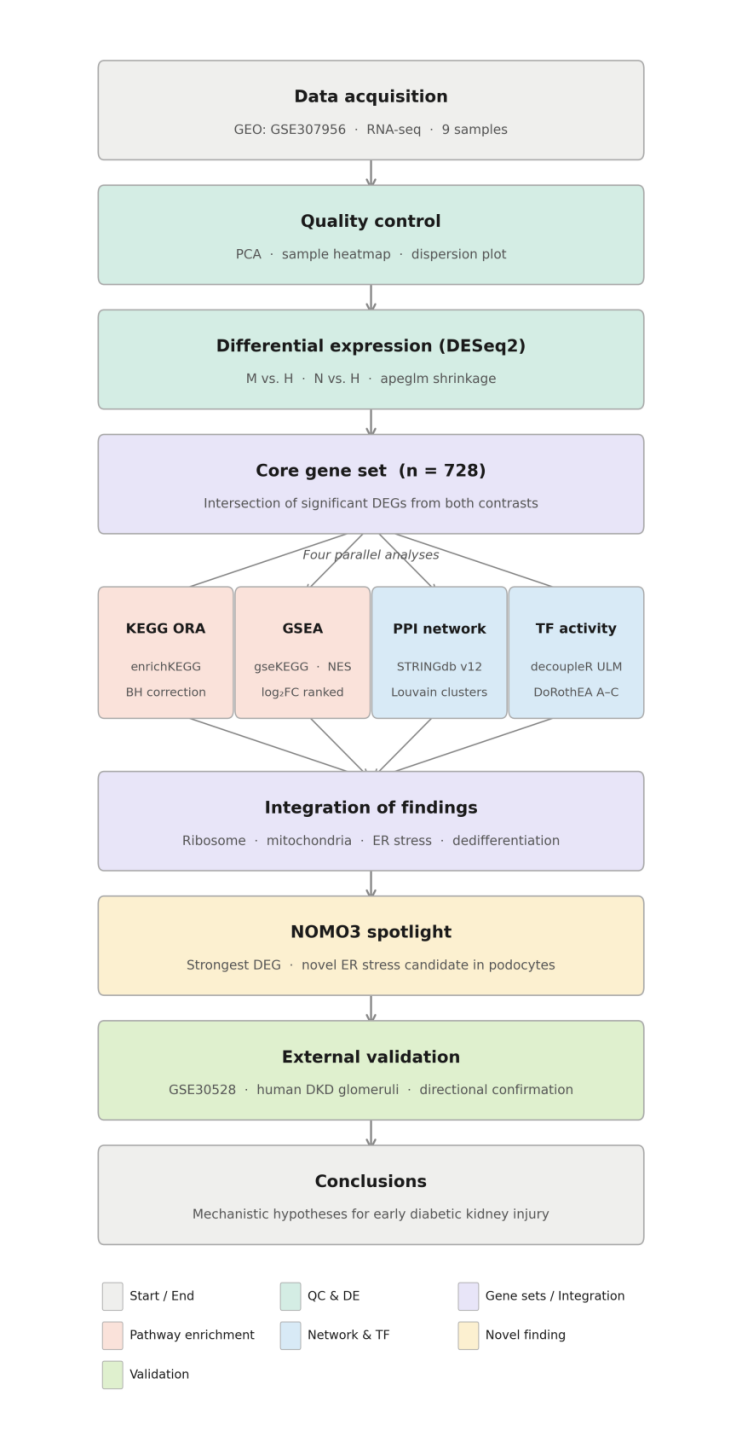 Data acquisition
GEO: GSE307956 · RNA-seq · 9 samples
Quality control
PCA · sample heatmap · dispersion plot
Differential expression (DESeq2)
M vs. H · N vs. H · apeglm shrinkage
Core gene set (n = 728)
Intersection of significant DEGs from both contrasts
Four parallel analyses
KEGG ORA
enrichKEGG
BH correction
GSEA
gseKEGG · NES
log₂FC ranked
PPI network
STRINGdb v12
Louvain clusters
TF activity
decoupleR ULM
DoRothEA A–C
Integration of findings
Ribosome · mitochondria · ER stress · dedifferentiation
NOMO3 spotlight
Strongest DEG · novel ER stress candidate in podocytes
External validation
GSE30528 · human DKD glomeruli · directional confirmation
Conclusions
Mechanistic hypotheses for early diabetic kidney injury
Start / End
QC & DE
Gene sets / Integration
Pathway enrichment
Network & TF
Novel finding
Validation